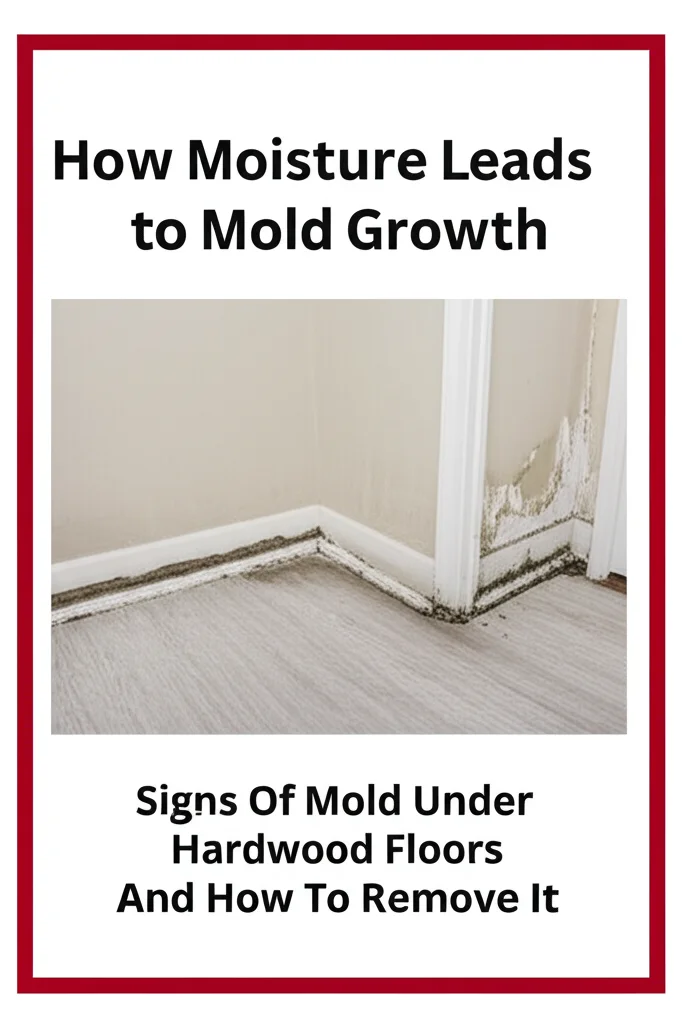 How Moisture Leads
to Mold Growth
Signs Of Mold Under
Hardwood Floors
And How To Remove It